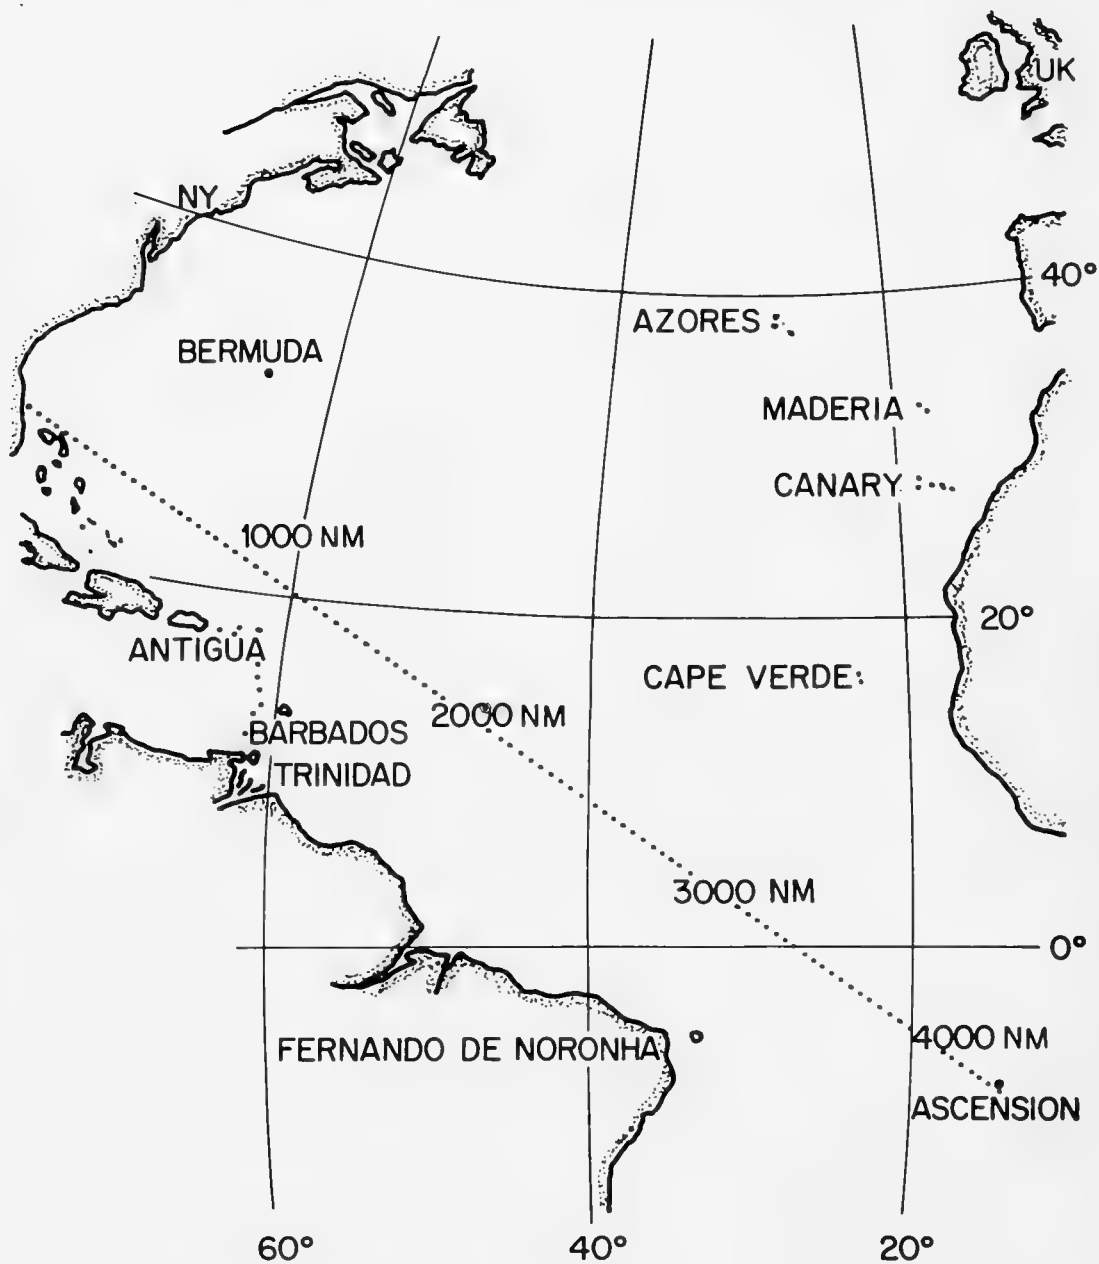 UK
NY
40°
AZORES
BERMUDA
MADERIA
CANARY
1000 NM
20°
ANTIGUA
CAPE VERDE
2000 NM
BARBADOS
TRINIDAD
3000 NM
0°
4000 NM
FERNANDO DE NORONHA
ASCENSION
60°
40°
20°